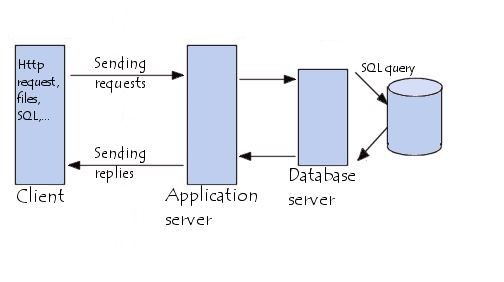 Http
request,
files,
SQL,...
Sending
requests
Sending
replies
SQL query
Client
Application
server
Database
server